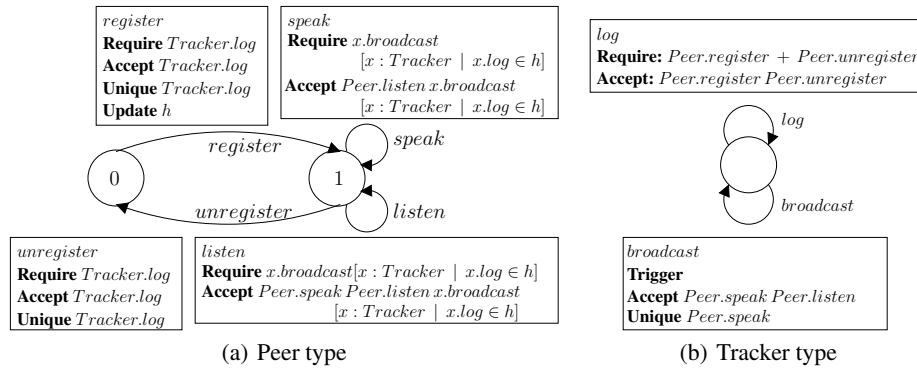 register
Require Tracker.log
Accept Tracker.log
Unique Tracker.log
Update h
speak
Require x.broadcast
[x : Tracker | x.log ∈ h]
Accept Peer.listen x.broadcast
[x : Tracker | x.log ∈ h]
register
speak
0
1
unregister
listen
unregister
Require Tracker.log
Accept Tracker.log
Unique Tracker.log
listen
Require x.broadcast[x : Tracker | x.log ∈ h]
Accept Peer.speak Peer.listen x.broadcast
[x : Tracker | x.log ∈ h]
(a) Peer type
log
Require: Peer.register + Peer.unregister
Accept: Peer.register Peer.unregister
log
broadcast
broadcast
Trigger
Accept Peer.speak Peer.listen
Unique Peer.speak
(b) Tracker type